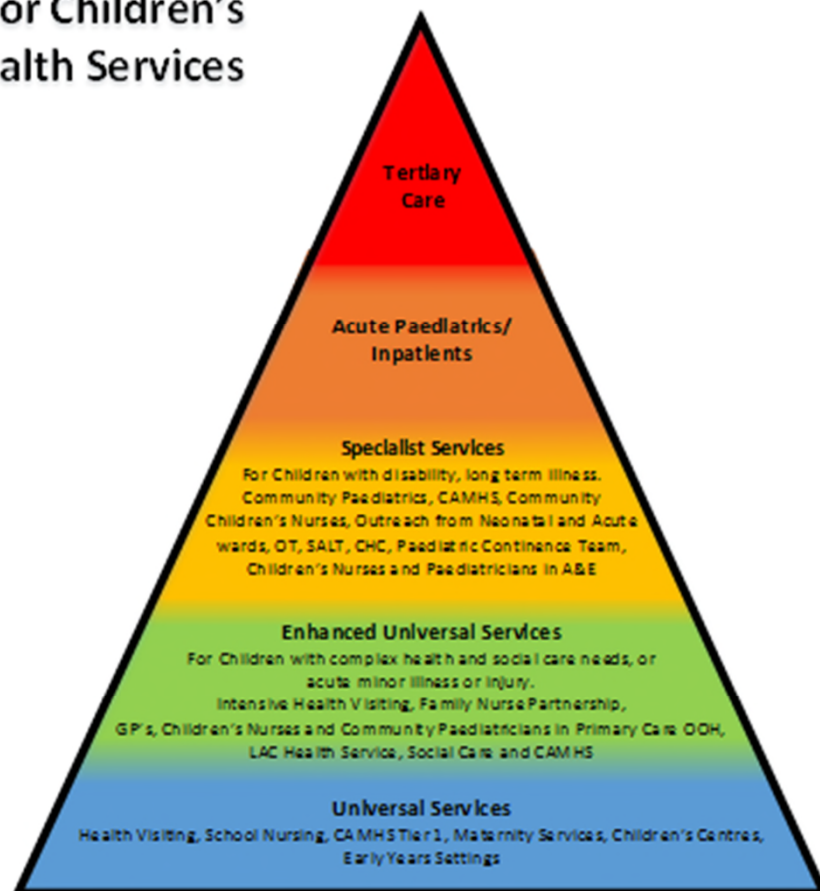 or Children's
alth Services
Tertiary
Care
Acute Paediatrics/
Inpatients
Specialist Services
For Children with disability, long term illness.
Community Paediatrics, CAMHS, Community
Children's Nurses, Outreach from Neonatal and Acute
wards, OT, SALT, CHC, Paediatric Continence Team,
Children's Nurses and Paediatricians in A&E
Enhanced Universal Services
For Children with complex health and social care needs, or
acute minor illness or injury.
Intensive Health Visiting, Family Nurse Partnership,
GP's, Children's Nurses and Community Paediatricians in Primary Care OOH,
LAC Health Service, Social Care and CAMHS
Universal Services
Health Visiting, School Nursing, CAMHS Tier 1, Maternity Services, Children's Centres,
Early Years Settings